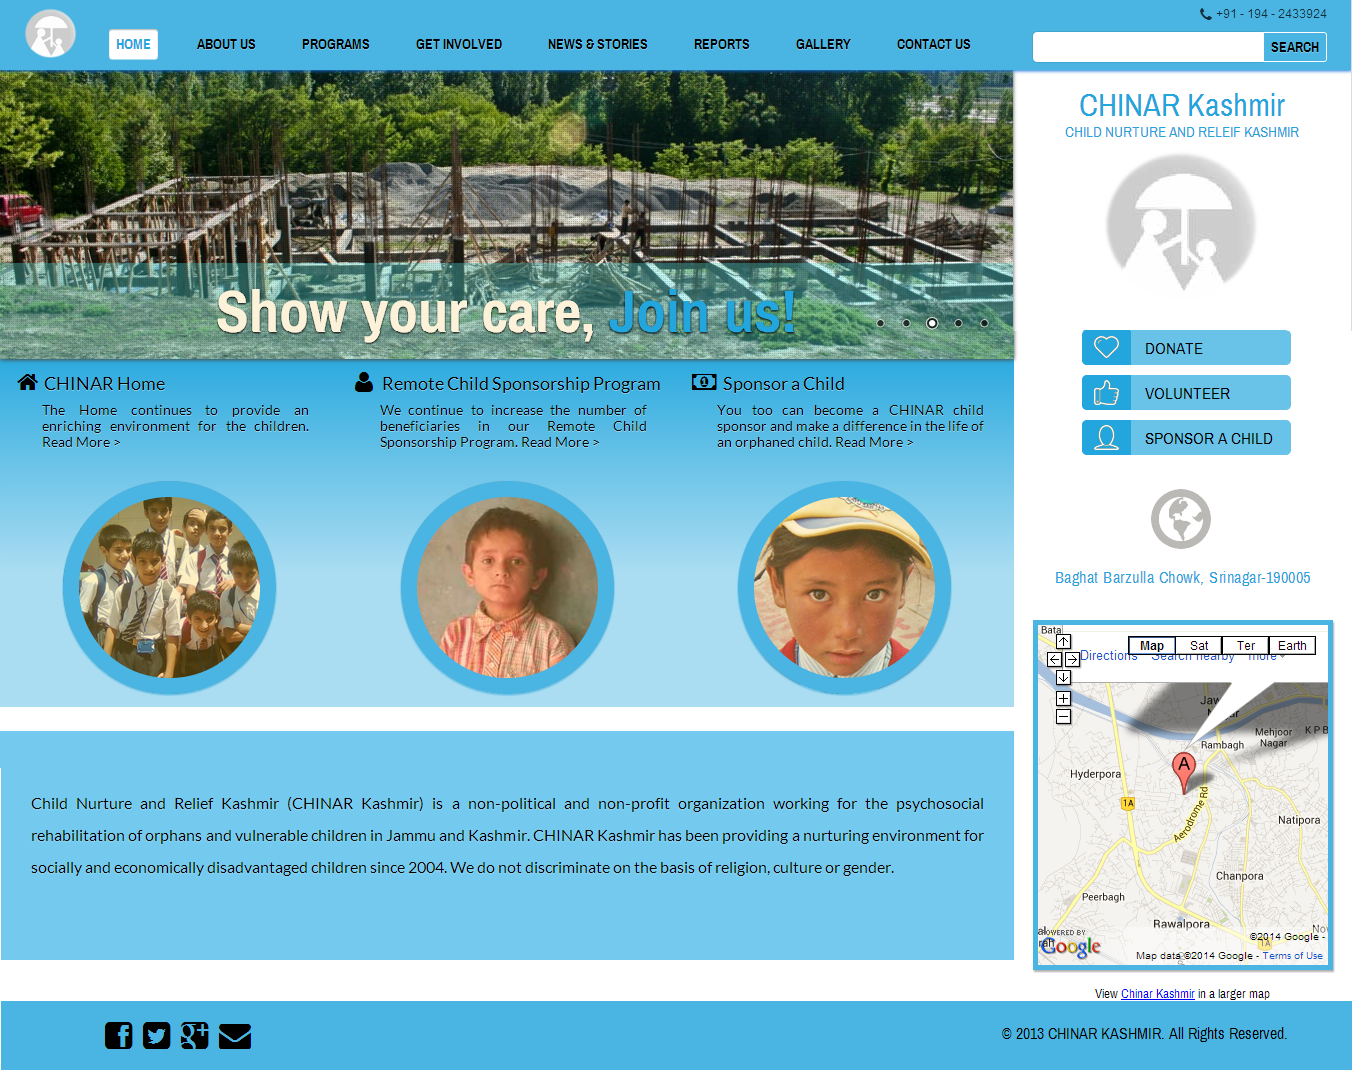 +91 - 194 - 2433924
HOME ABOUT US PROGRAMS GET INVOLVED NEWS & STORIES REPORTS GALLERY CONTACT US SEARCH
CHINAR Kashmir
CHILD NURTURE AND RELEIF KASHMIR
Show your care, Join us!
DONATE
VOLUNTEER
SPONSOR A CHILD
CHINAR Home
The Home continues to provide an
enriching environment for the children.
Read More >
Remote Child Sponsorship Program
We continue to increase the number of
beneficiaries in our Remote Child
Sponsorship Program. Read More >
Sponsor a Child
You too can become a CHINAR child
sponsor and make a difference in the life of
an orphaned child. Read More >
Baghat Barzulla Chowk, Srinagar-190005
Batal
Map Sat Ter Earth
Directions Search nearby more
Mehjoor
Nagar
K P B
Rambagh
Hyderpora
A
1A
Aerodrome Rd
Natipora
Chanpora
Peerbagh
Rawalpora
1A
POWERED BY
Google
©2014 Google -
Map data ©2014 Google - Terms of Use
View Chinar Kashmir in a larger map
Child Nurture and Relief Kashmir (CHINAR Kashmir) is a non-political and non-profit organization working for the psychosocial
rehabilitation of orphans and vulnerable children in Jammu and Kashmir. CHINAR Kashmir has been providing a nurturing environment for
socially and economically disadvantaged children since 2004. We do not discriminate on the basis of religion, culture or gender.
© 2013 CHINAR KASHMIR. All Rights Reserved.